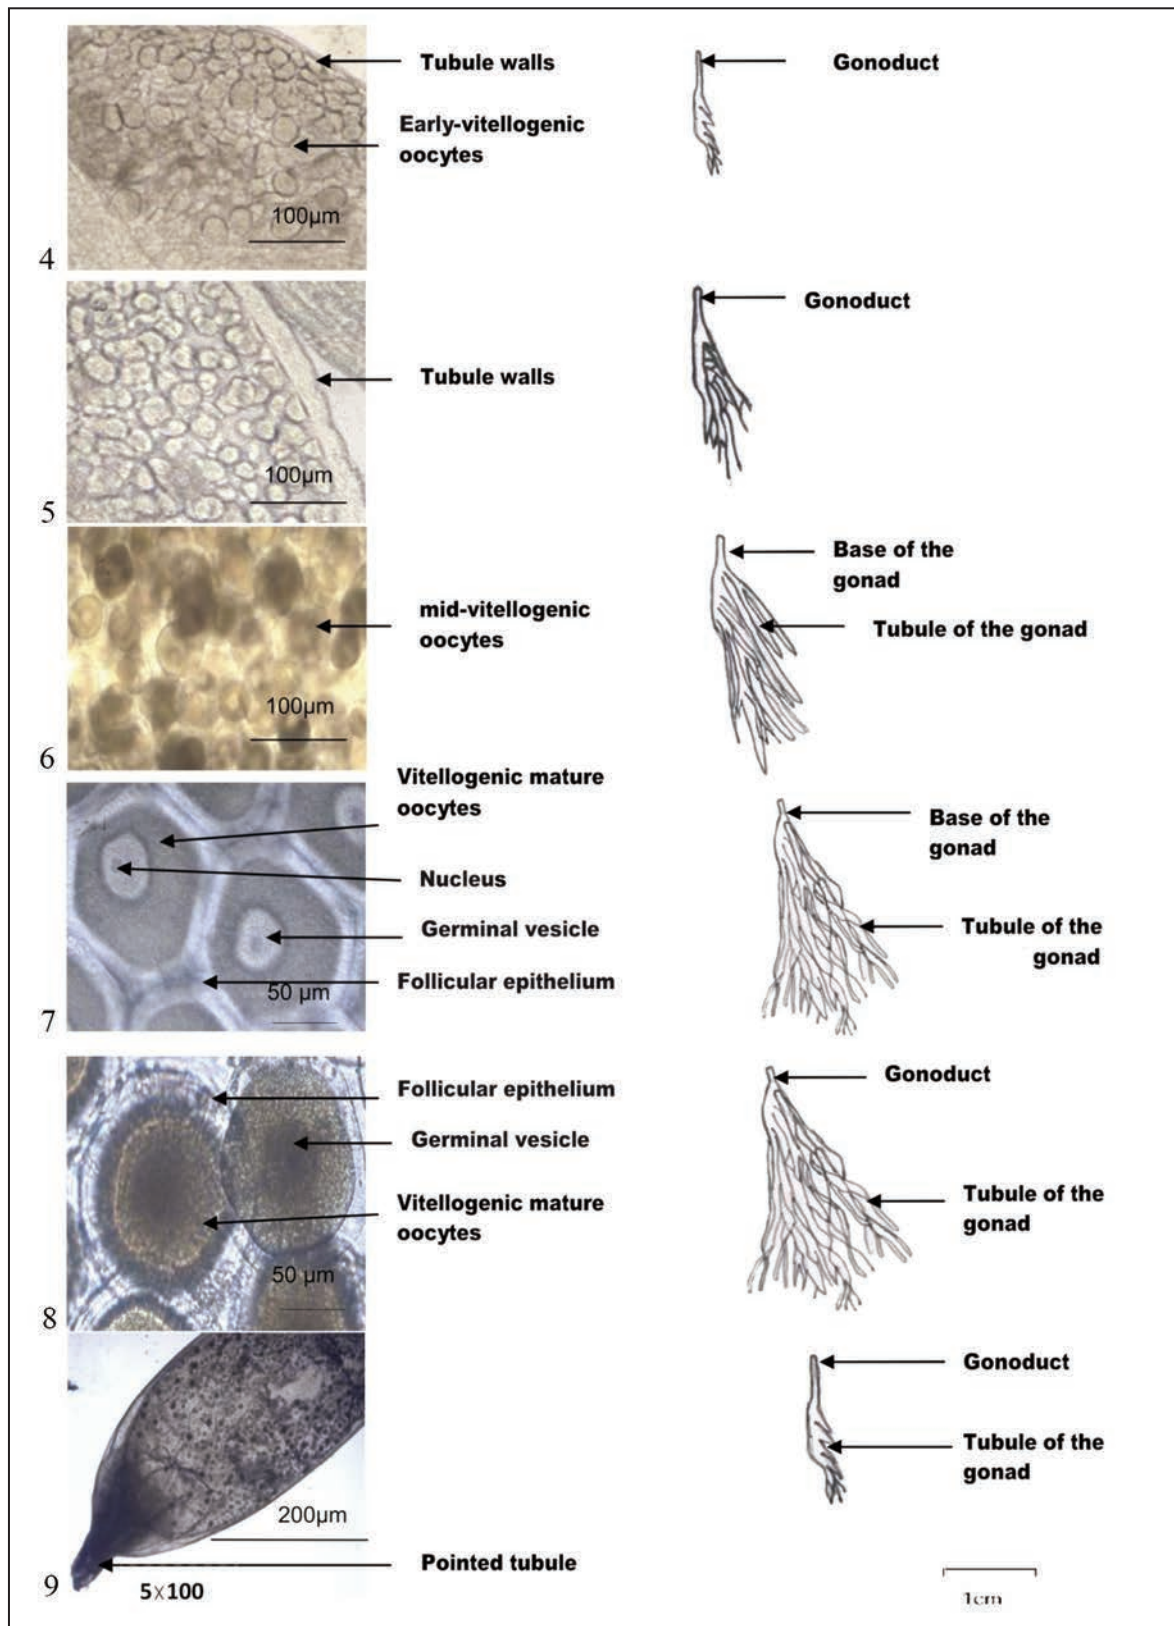 Tubule walls
Gonoduct
Early-vitellogenic
oocytes
100µm
4
Gonoduct
Tubule walls
100µm
5
Base of the
gonad
mid-vitellogenic
oocytes
Tubule of the gonad
100µm
6
Vitellogenic mature
oocytes
Base of the
gonad
Nucleus
Germinal vesicle
Tubule of the
gonad
Follicular epithelium
50 µm
7
Follicular epithelium
Gonoduct
Germinal vesicle
Vitellogenic mature
oocytes
Tubule of the
gonad
50 µm
8
Gonoduct
Tubule of the
gonad
200µm
Pointed tubule
9
5X100
1cm